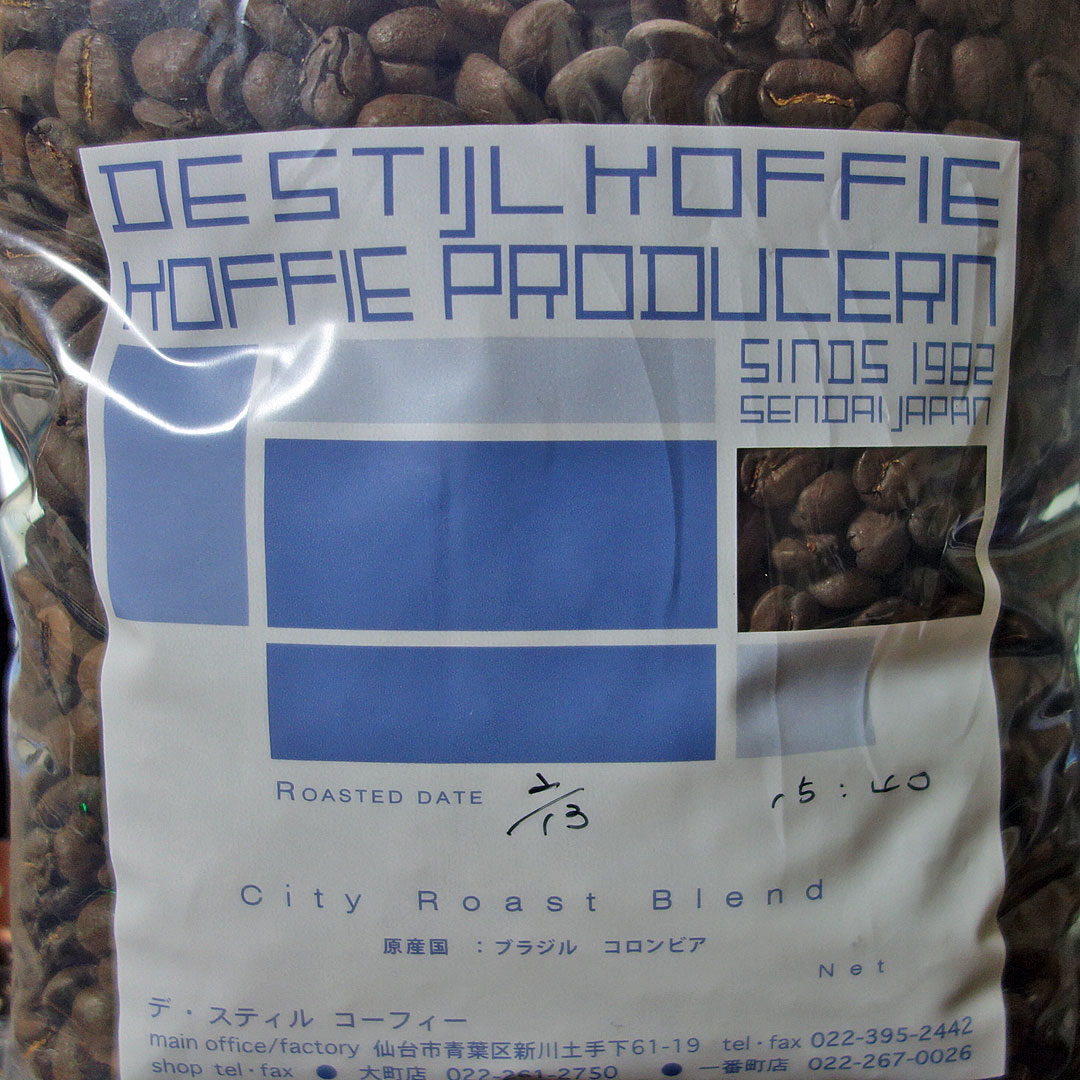 DE STIJL KOFFIE
KOFFIE PRODUCERN
SINDS 1982
SENDAI JAPAN
ROASTED DATE 2/13 15:40
City Roast Blend
原産国 : ブラジル コロンビア
Net
デ・スティル コーフィー
main office/factory 仙台市青葉区新川土手下61-19 tel・fax 022-395-2442
shop tel・fax ● 大町店 022-261-2750 ● 一番町店 022-267-0026